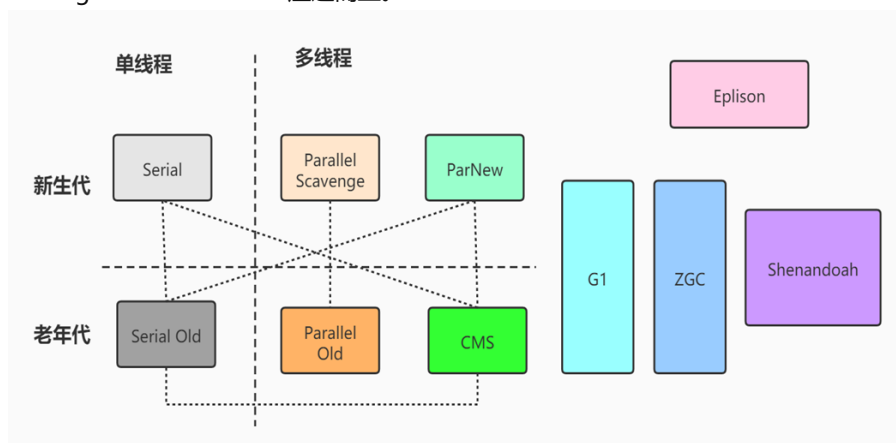 单线程
多线程
Eplison
新生代
Serial
Parallel
Scavenge
ParNew
G1
ZGC
Shenandoah
老年代
Serial Old
Parallel
Old
CMS